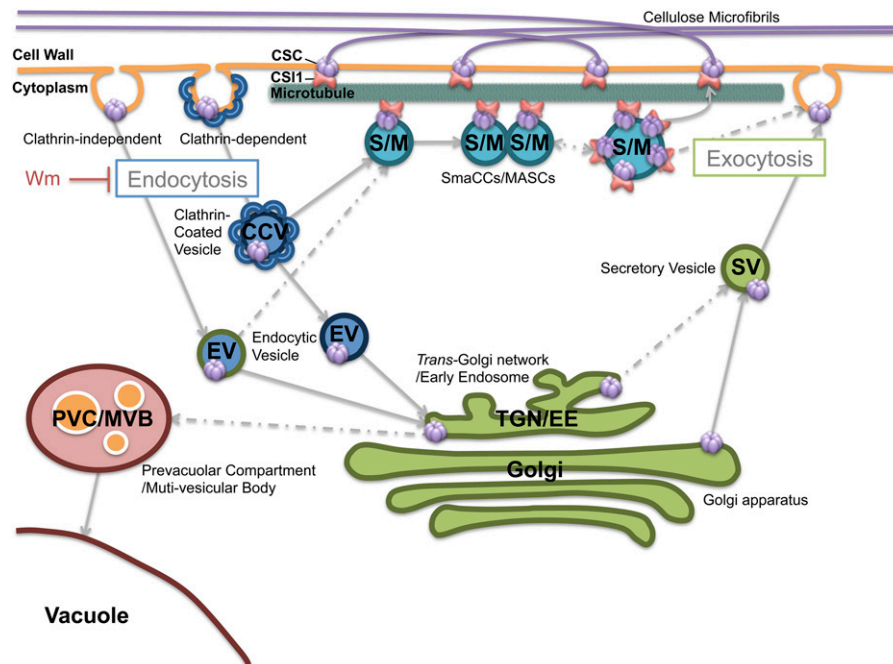 Cellulose Microfibrils
Cell Wall
CSC
Cytoplasm
CSI1
Microtubule
Clathrin-independent
Clathrin-dependent
S/M
S/M
S/M
S/M
SmaCCs/MASCs
Exocytosis
Wm
Endocytosis
Clathrin-
Coated
Vesicle
CCV
Secretory Vesicle
SV
EV
Endocytic
Vesicle
EV
Trans-Golgi network
/Early Endosome
PVC/MVB
TGN/EE
Golgi
Prevacuolar Compartment
/Muti-vesicular Body
Golgi apparatus
Vacuole